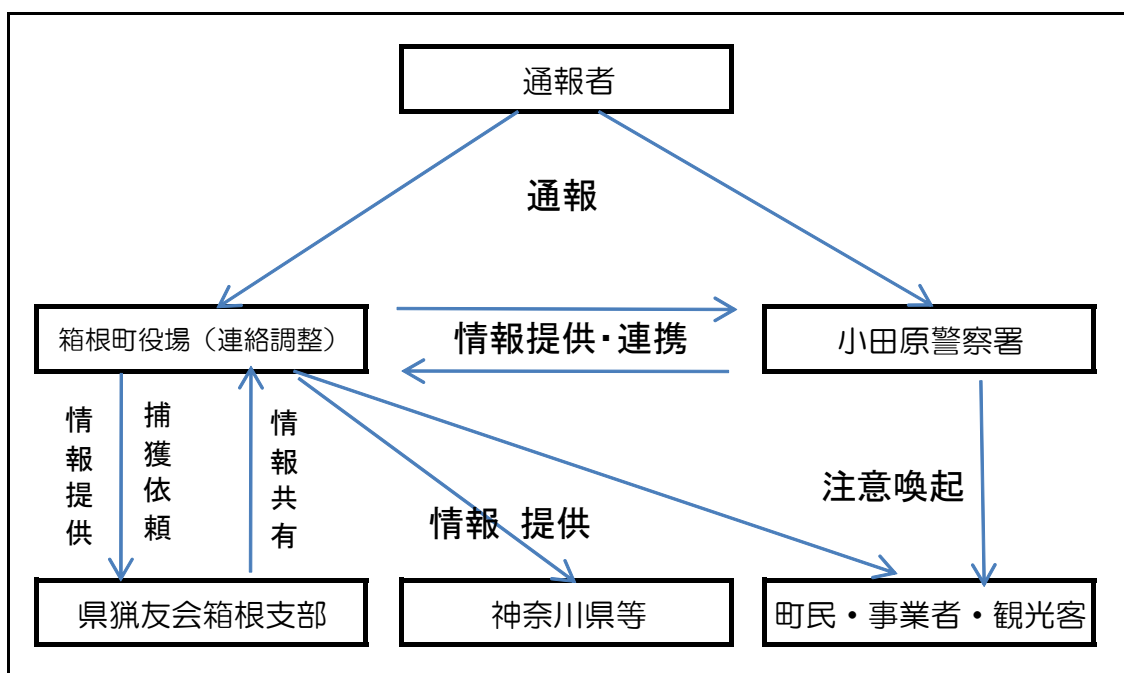 通報者
通報
箱根町役場（連絡調整）
情報提供・連携
小田原警察署
情報提供
捕獲依頼
情報共有
情報 提供
注意喚起
県猟友会箱根支部
神奈川県等
町民・事業者・観光客